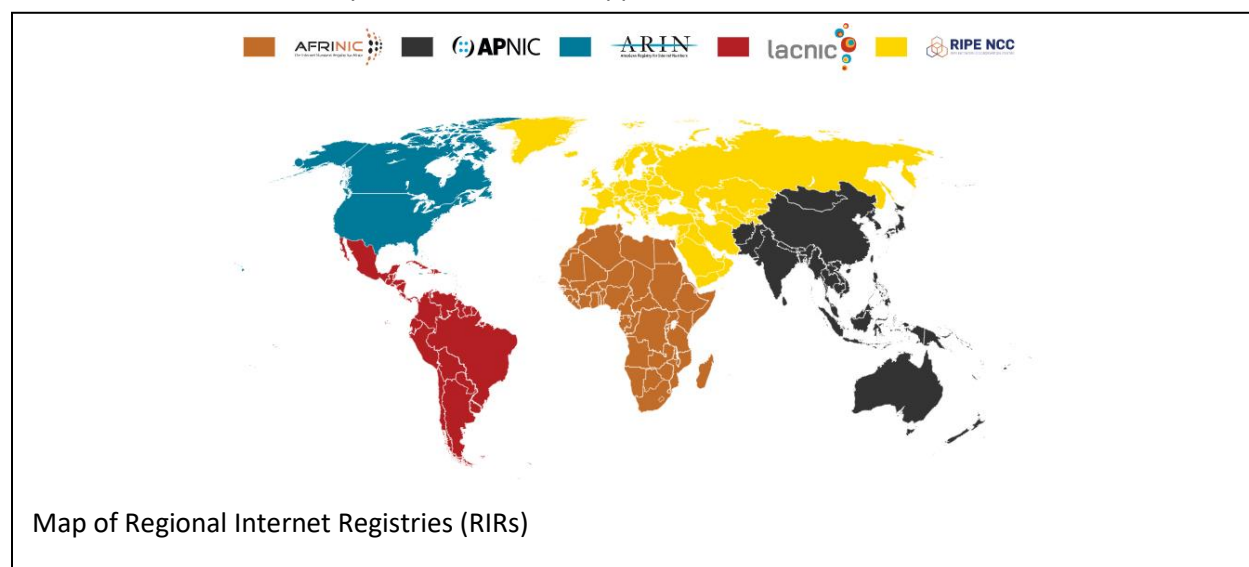 AFRINIC APNIC ARIN lacnic RIPE NCC
Map of Regional Internet Registries (RIRs)